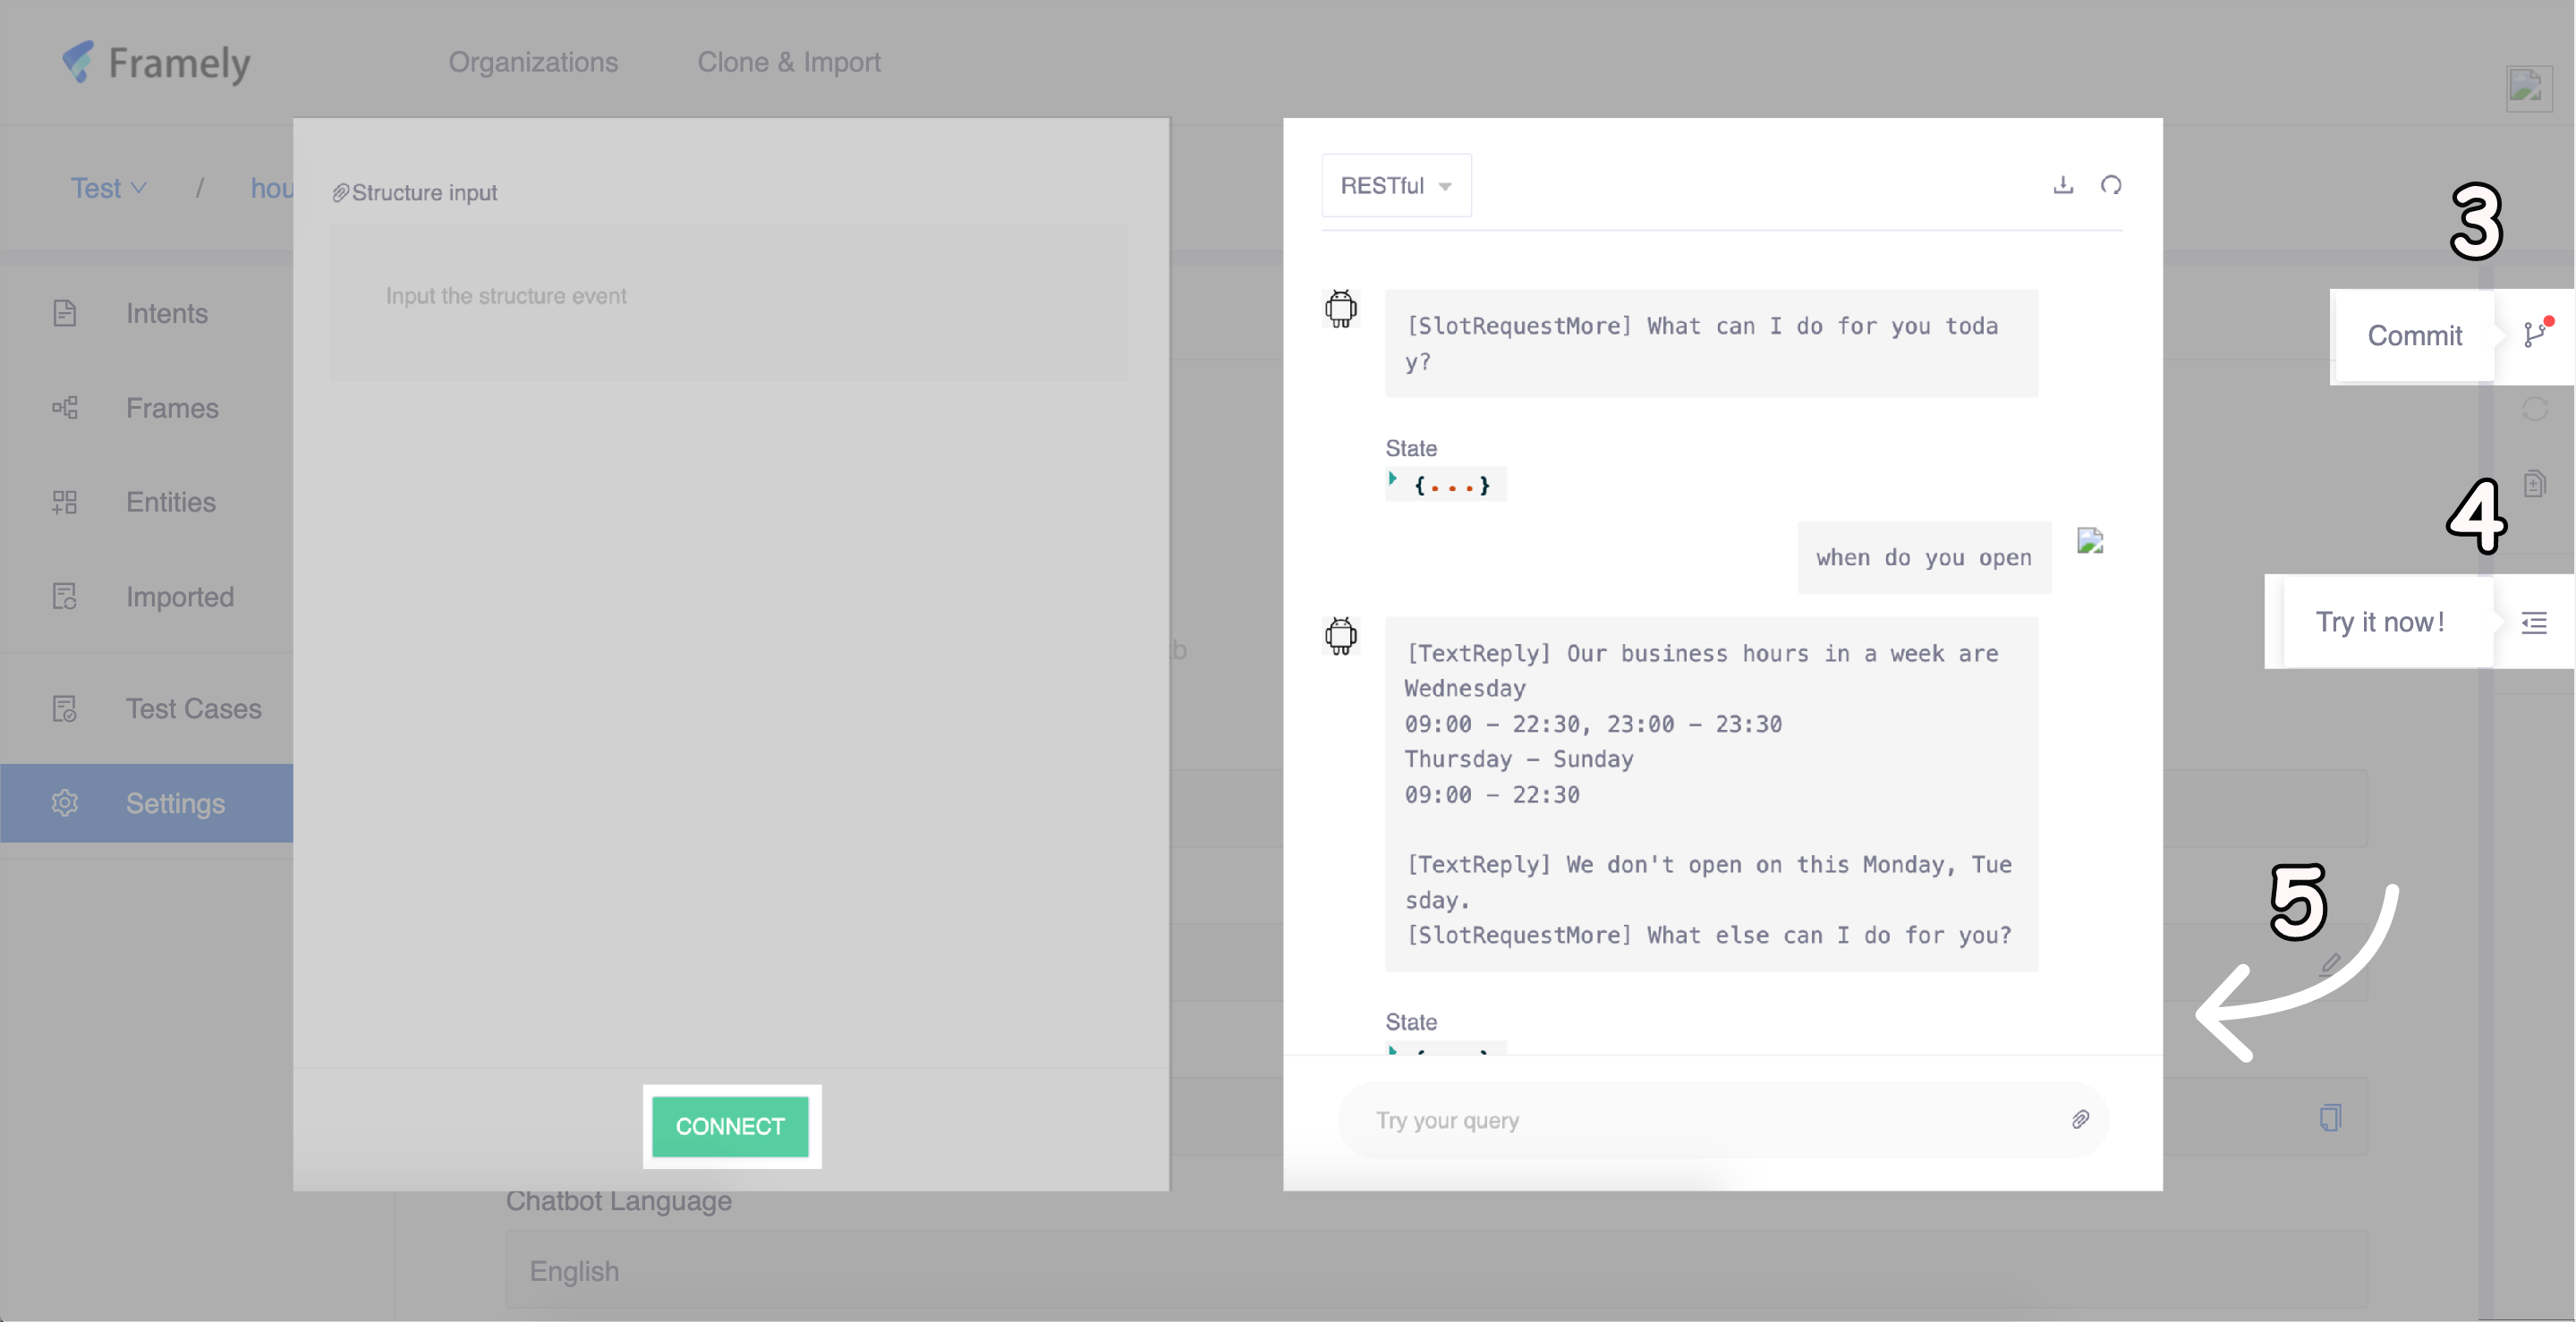 Framely
Organizations
Clone & Import
Test
/
hou
Structure input
Input the structure event
RESTful
3
Commit
Intents
Frames
Entities
Imported
Test Cases
Settings
[SlotRequestMore] What can I do for you toda
y?
State
{...}
when do you open
4
Try it now!
[TextReply] Our business hours in a week are
Wednesday
09:00 – 22:30, 23:00 – 23:30
Thursday – Sunday
09:00 – 22:30
[TextReply] We don't open on this Monday, Tue
sday.
[SlotRequestMore] What else can I do for you?
5
State
CONNECT
Try your query
Chatbot Language
English